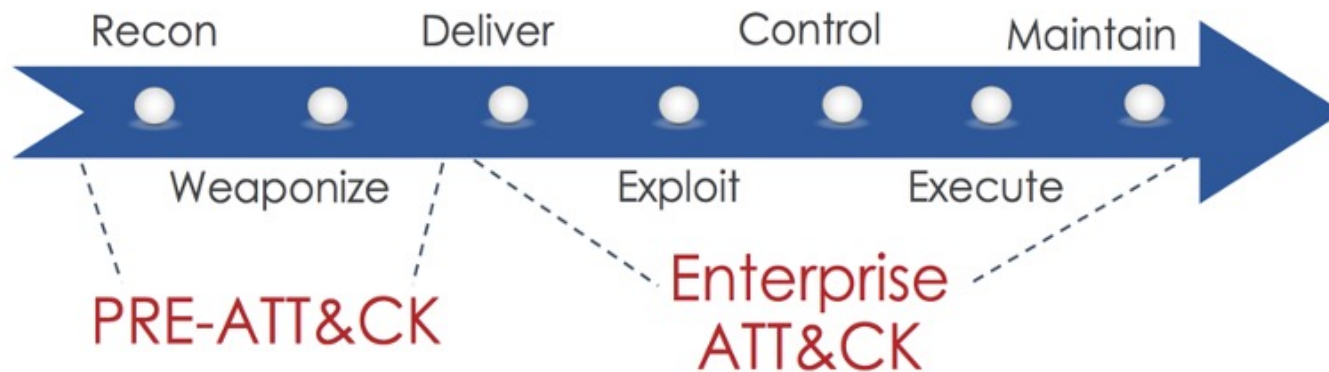 Recon
Deliver
Control
Maintain
Weaponize
Exploit
Execute
PRE-ATT&CK
Enterprise
ATT&CK